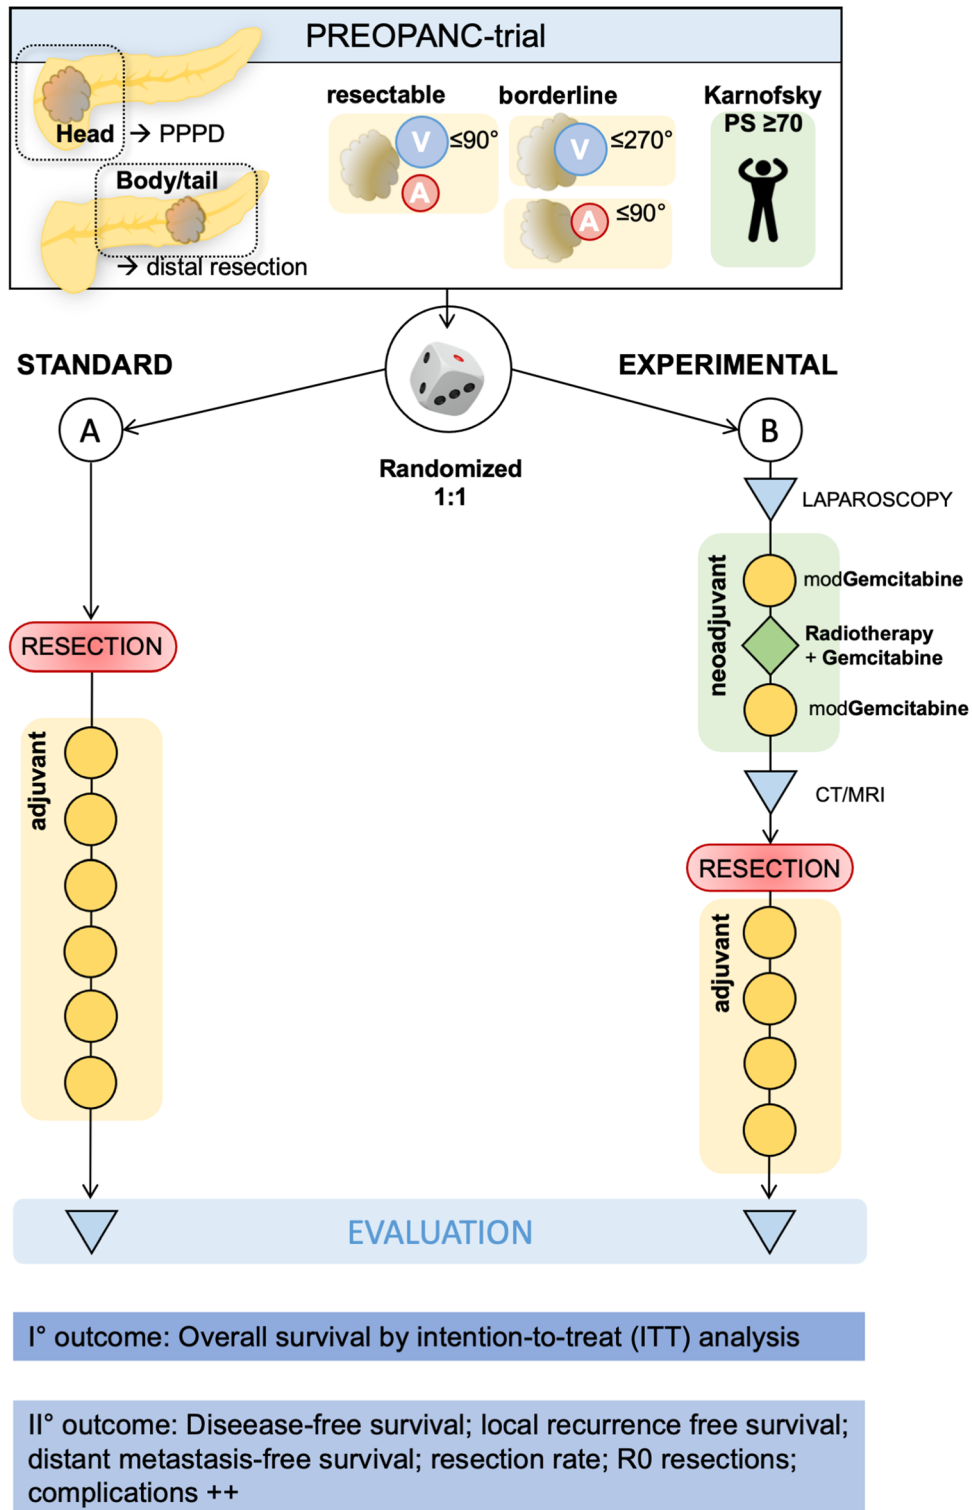 PREOPANC-trial
Head → PPPD
Body/tail
→ distal resection
resectable
V ≤90°
A
borderline
V ≤270°
A ≤90°
Karnofsky
PS ≥70
STANDARD
EXPERIMENTAL
A
B
Randomized
1:1
LAPAROSCOPY
neoadjuvant
modGemcitabine
Radiotherapy
+ Gemcitabine
modGemcitabine
CT/MRI
RESECTION
adjuvant
RESECTION
adjuvant
EVALUATION
I° outcome: Overall survival by intention-to-treat (ITT) analysis
II° outcome: Diseease-free survival; local recurrence free survival;
distant metastasis-free survival; resection rate; R0 resections;
complications ++